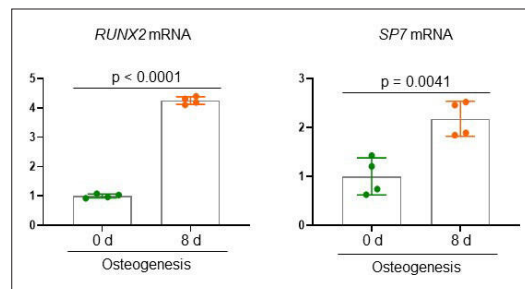 RUNX2 mRNA
p < 0.0001
5
4
3
2
1
0
0 d
8 d
Osteogenesis
SP7 mRNA
p = 0.0041
3
2
1
0
0 d
8 d
Osteogenesis